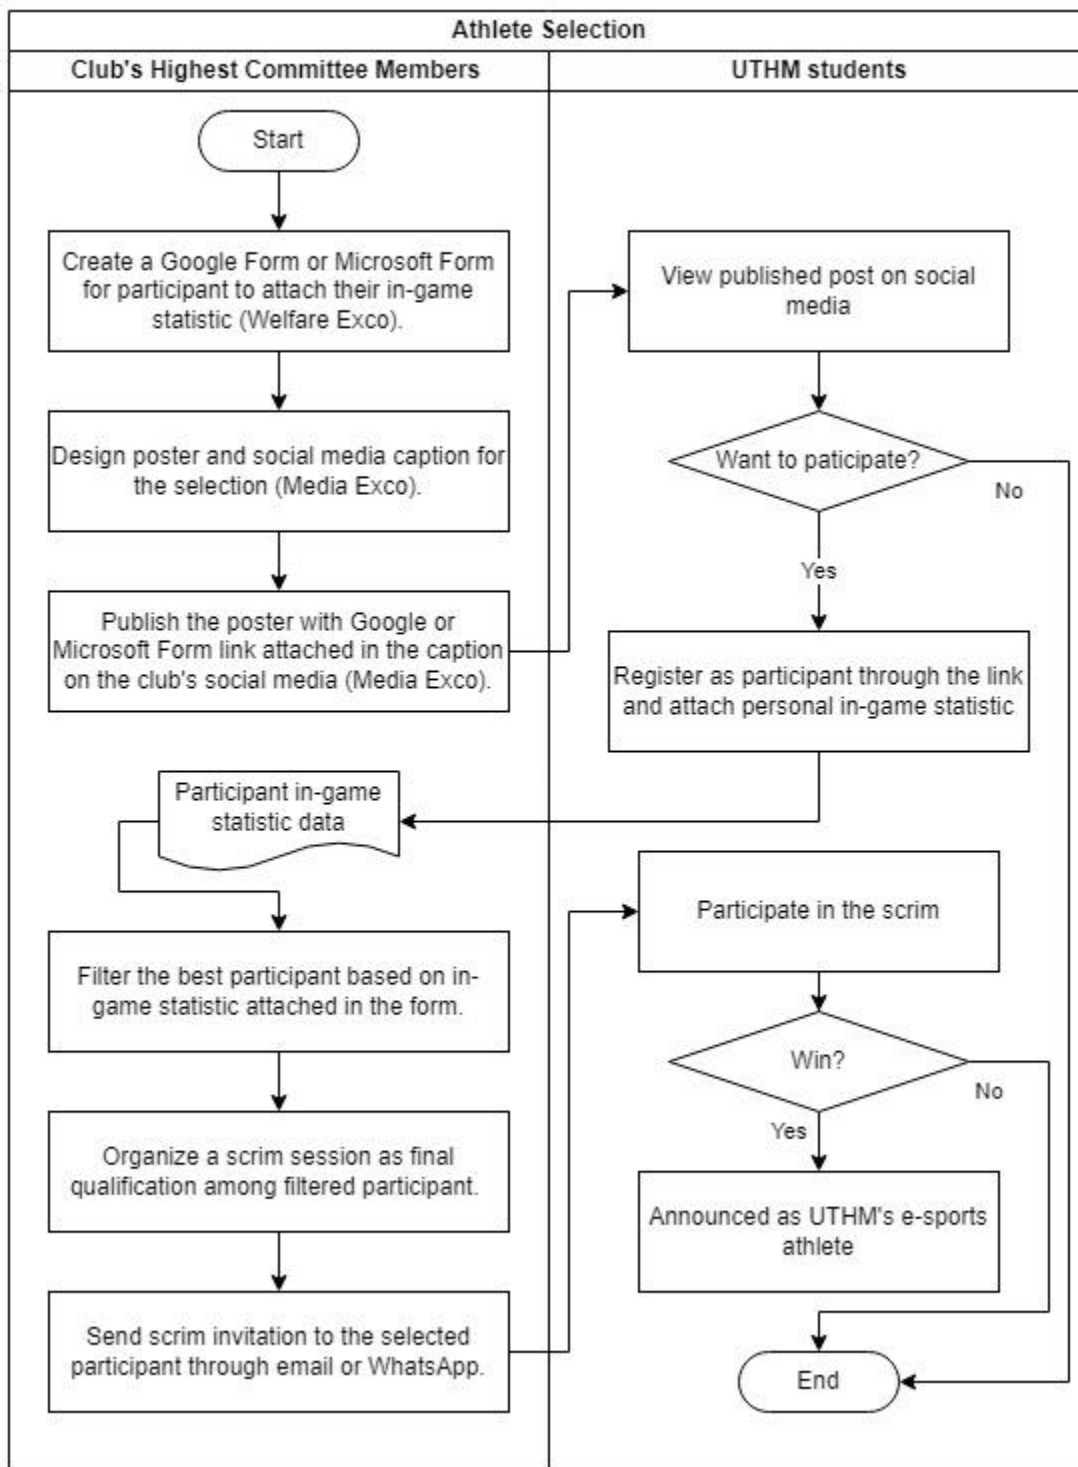 Athlete Selection
Club's Highest Committee Members
UTHM students
Start
Create a Google Form or Microsoft Form
for participant to attach their in-game
statistic (Welfare Exco).
Design poster and social media caption for
the selection (Media Exco).
Publish the poster with Google or
Microsoft Form link attached in the caption
on the club's social media (Media Exco).
View published post on social
media
Want to paticipate?
No
Yes
Register as participant through the link
and attach personal in-game statistic
Participant in-game
statistic data
Filter the best participant based on in-
game statistic attached in the form.
Organize a scrim session as final
qualification among filtered participant.
Send scrim invitation to the selected
participant through email or WhatsApp.
Participate in the scrim
Win?
No
Yes
Announced as UTHM's e-sports
athlete
End